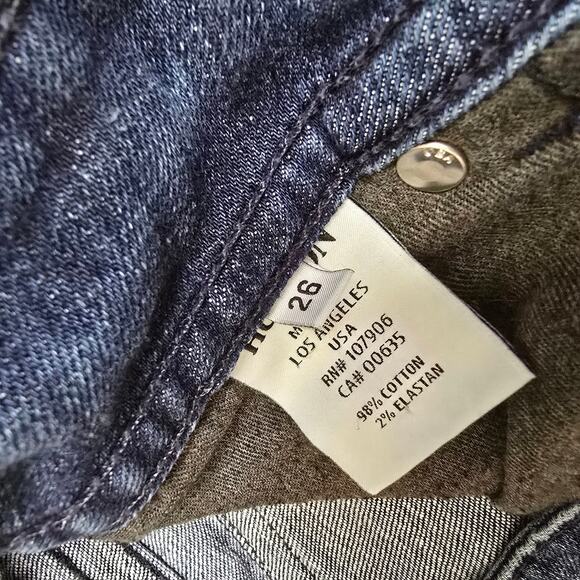 26
LOS ANGELES
USA
RN# 107906
CA# 00635
98% COTTON
2% ELASTAN